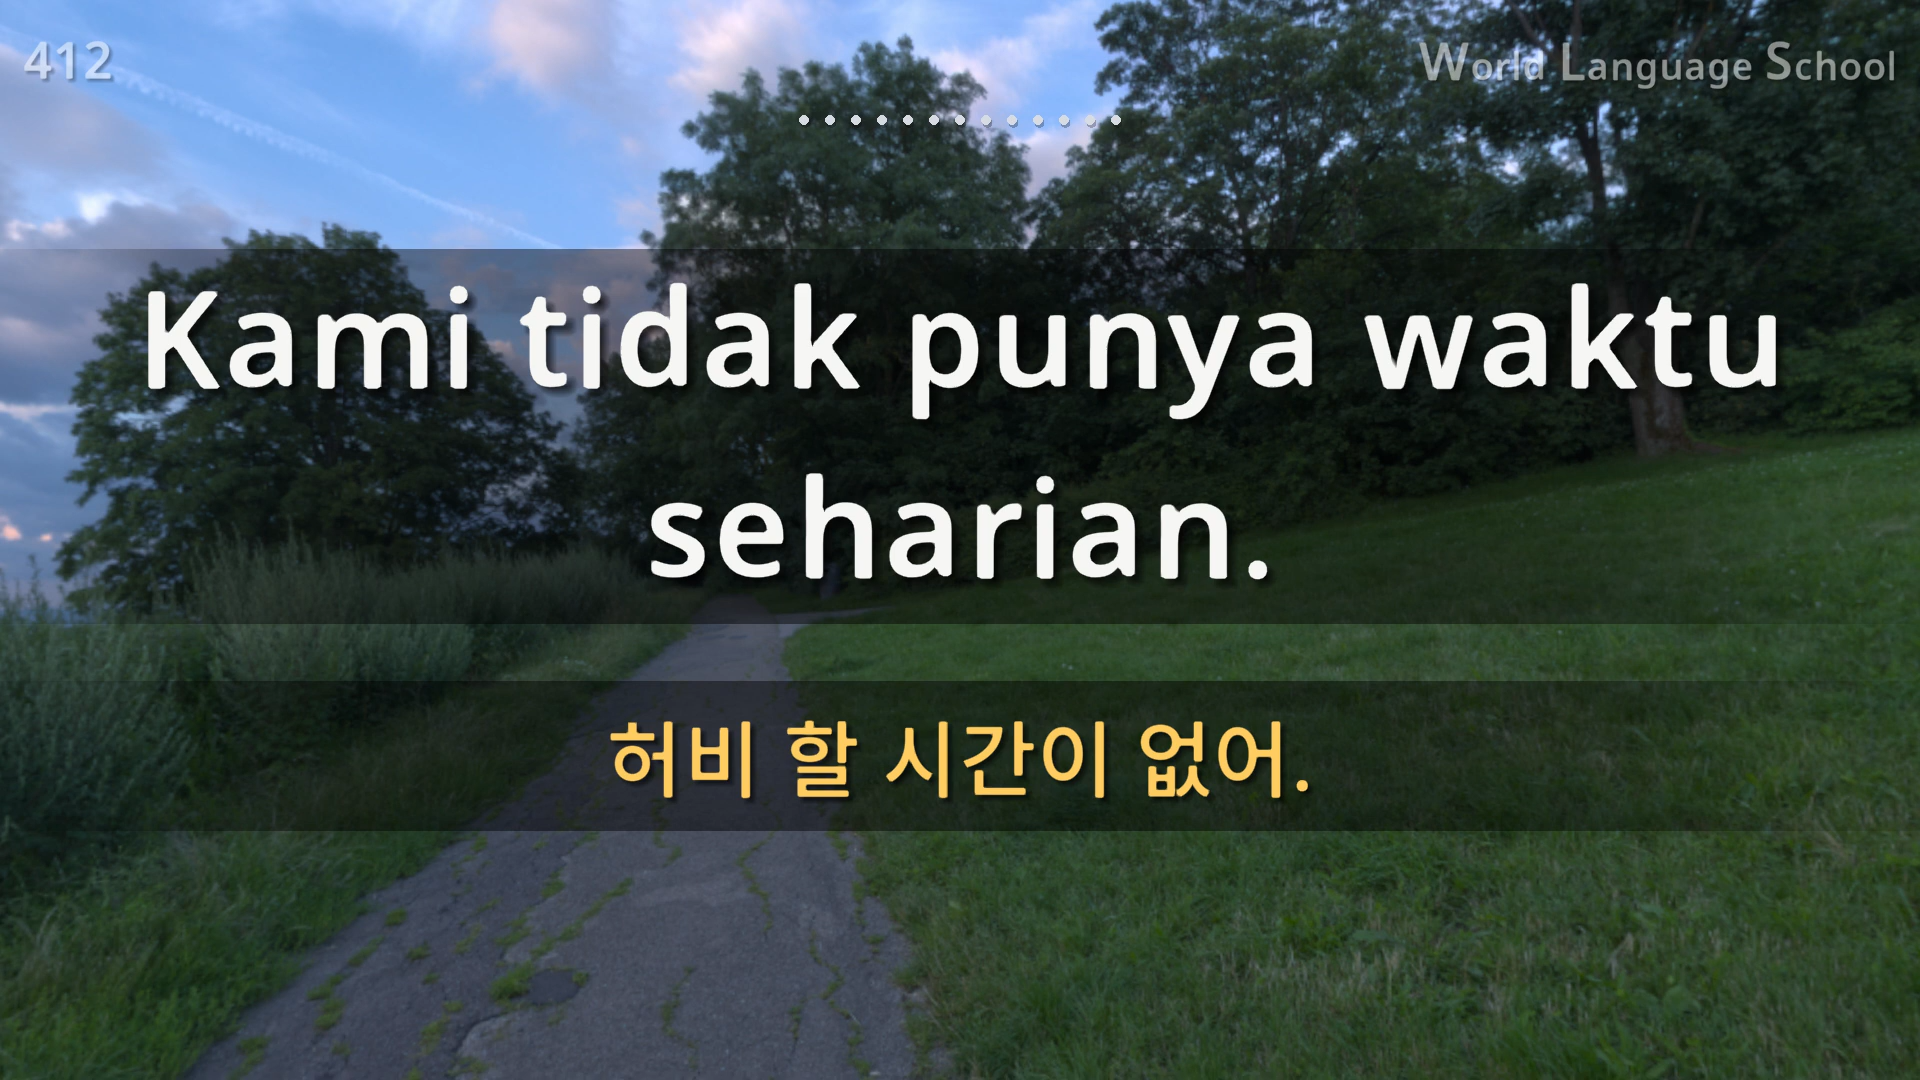 412
World Language School
Kami tidak punya waktu
seharian.
허비 할 시간이 없어.